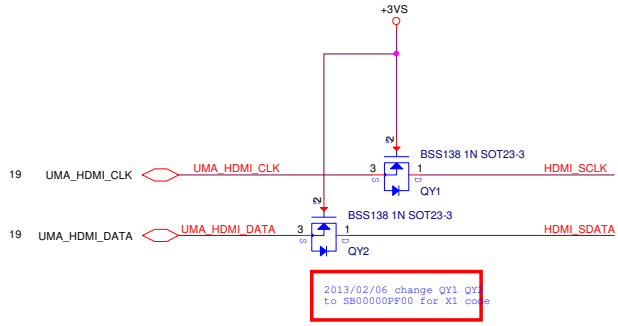 +3VS
2
G
BSS138 1N SOT23-3
19 UMA_HDMI_CLK UMA_HDMI_CLK 3 1 HDMI_SCLK
S D
QY1
2
G
BSS138 1N SOT23-3
19 UMA_HDMI_DATA UMA_HDMI_DATA 3 1 HDMI_SDATA
S D
QY2
2013/02/06 change QY1 QY2
to SB00000PF00 for X1 code